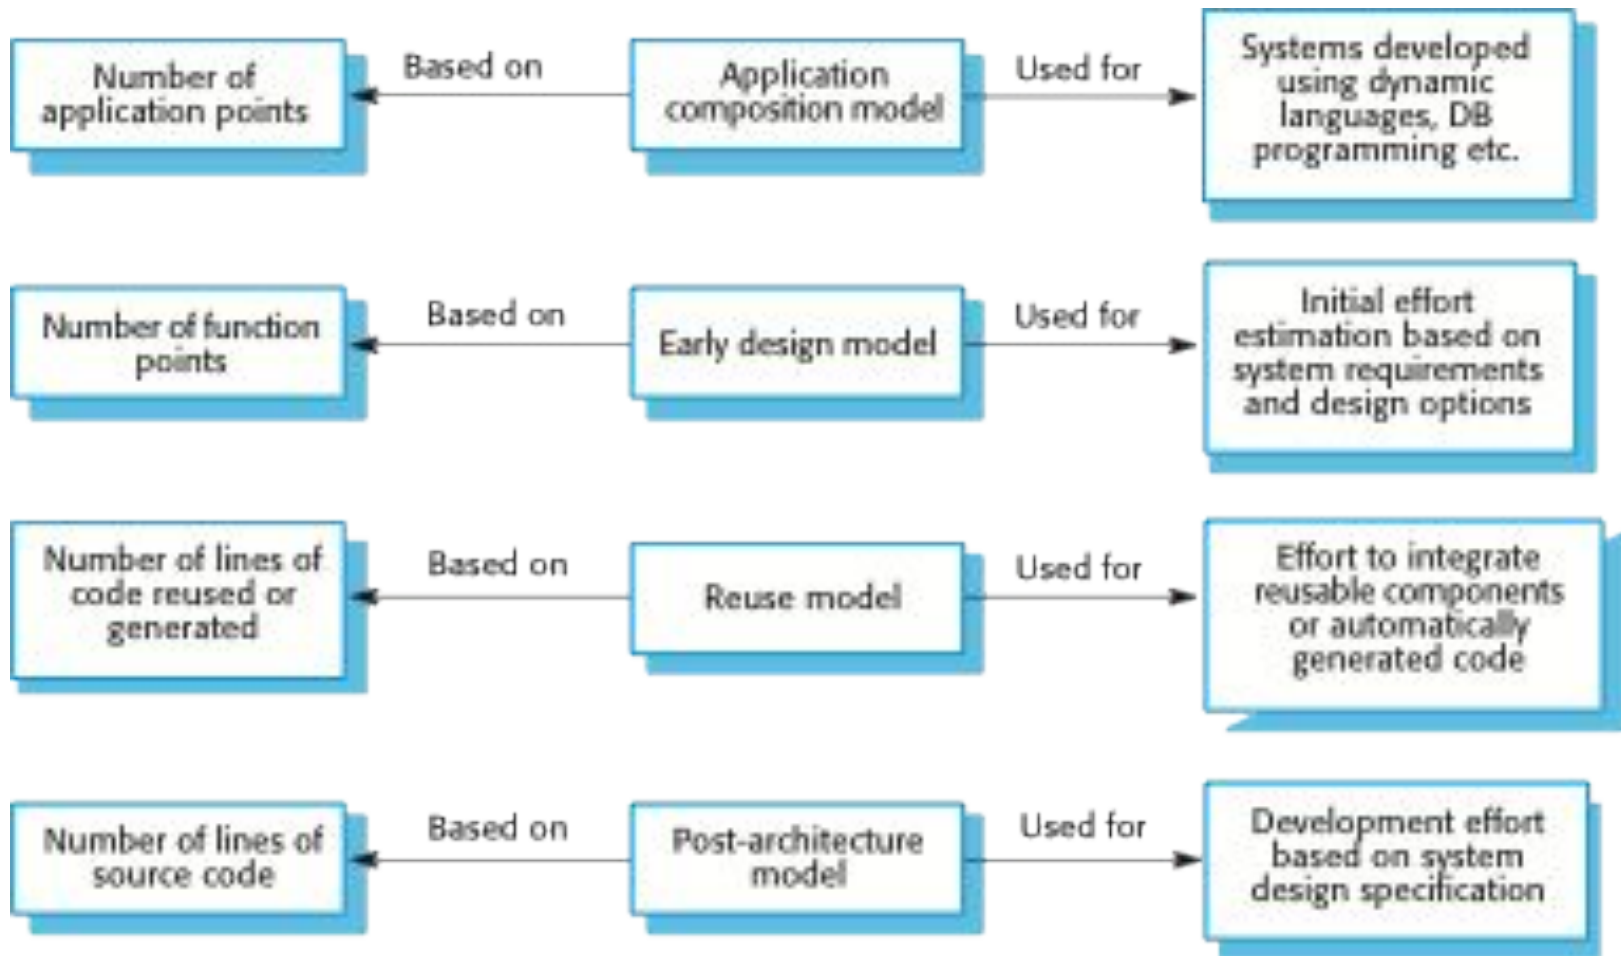 Number of
application points
Based on
Application
composition model
Used for
Systems developed
using dynamic
languages, DB
programming etc.
Number of function
points
Based on
Early design model
Used for
Initial effort
estimation based on
system requirements
and design options
Number of lines of
code reused or
generated
Based on
Reuse model
Used for
Effort to integrate
reusable components
or automatically
generated code
Number of lines of
source code
Based on
Post-architecture
model
Used for
Development effort
based on system
design specification